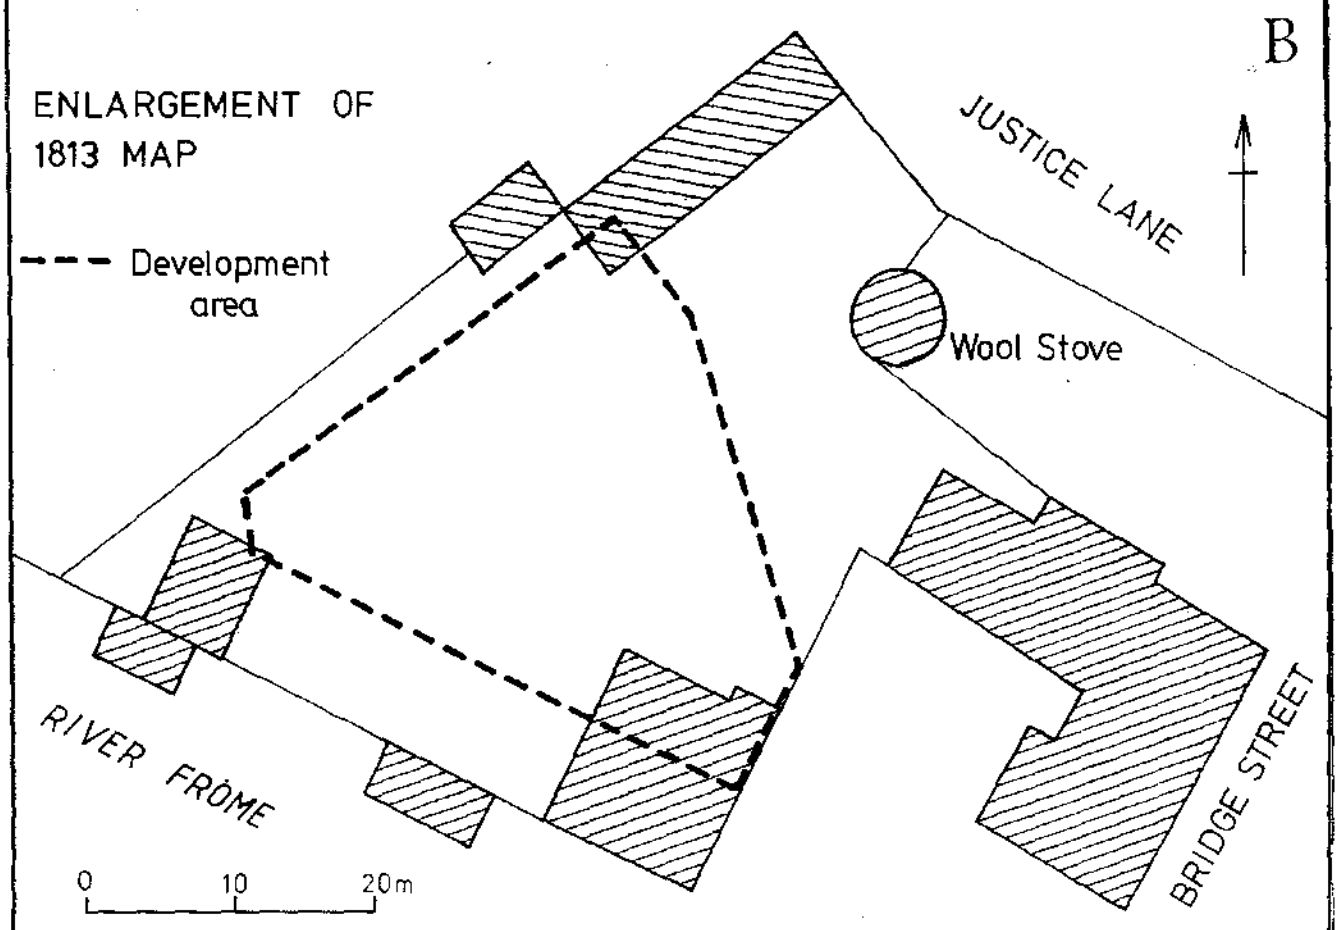 B
ENLARGEMENT OF
1813 MAP
JUSTICE LANE
Development
area
Wool Stove
RIVER FROME
BRIDGE STREET
0 10 20m